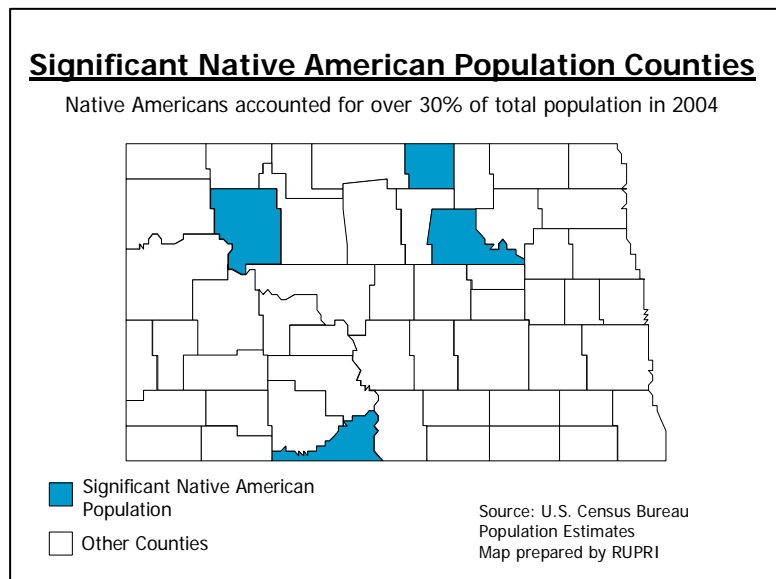 Significant Native American Population Counties
Native Americans accounted for over 30% of total population in 2004
Significant Native American
Population
Other Counties
Source: U.S. Census Bureau
Population Estimates
Map prepared by RUPRI